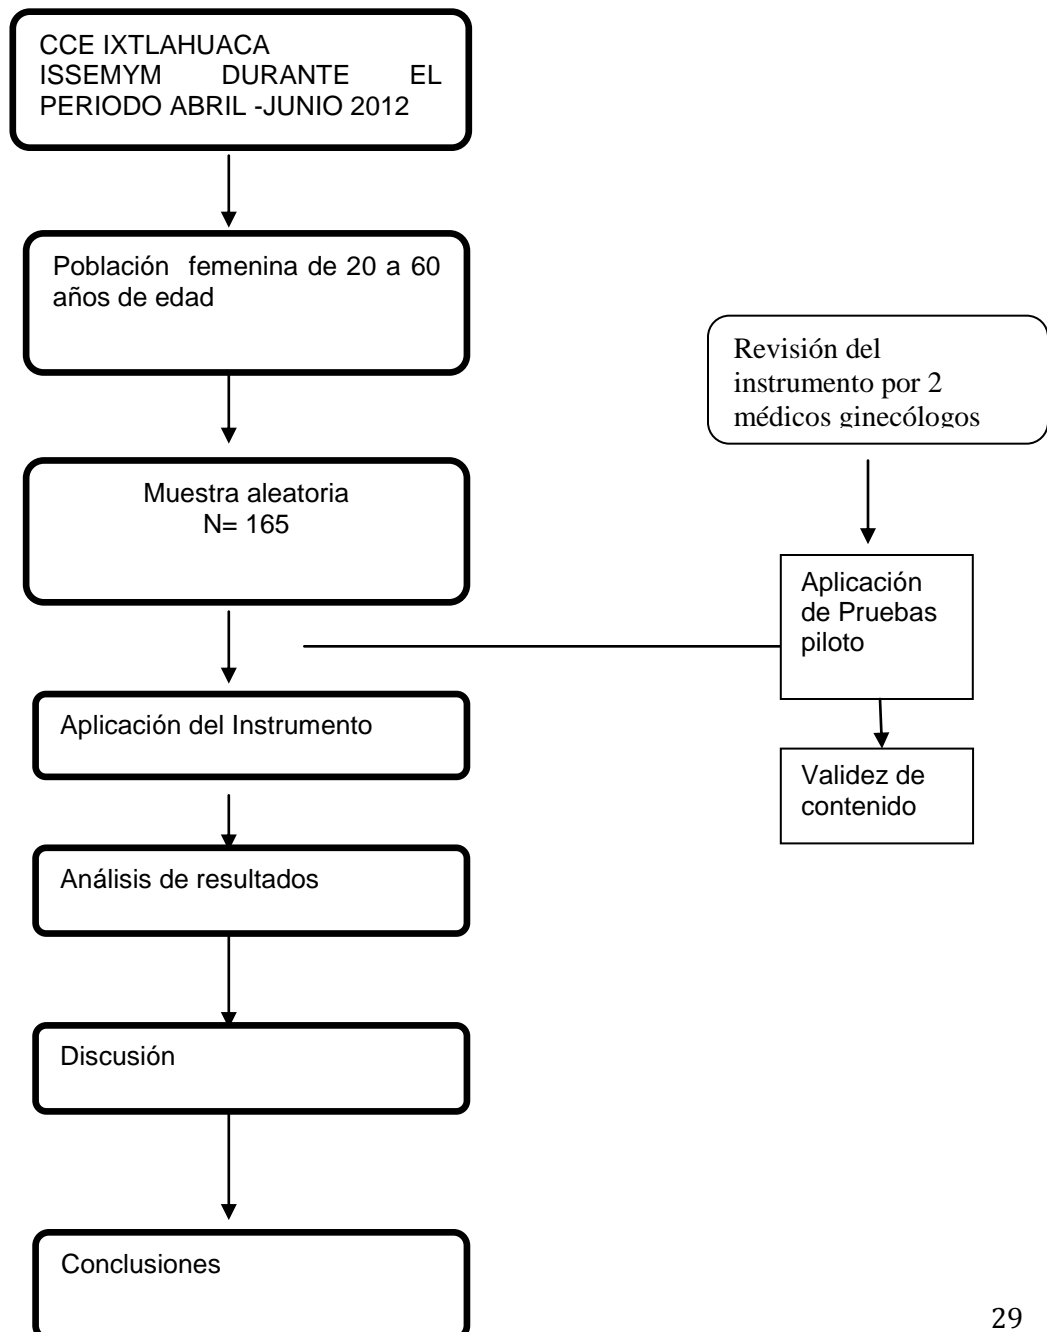 CCE IXTLAHUACA
ISSEMYM DURANTE EL
PERIODO ABRIL -JUNIO 2012
Población femenina de 20 a 60
años de edad
Muestra aleatoria
N= 165
Aplicación del Instrumento
Análisis de resultados
Discusión
Conclusiones
Revisión del
instrumento por 2
médicos ginecólogos
Aplicación
de Pruebas
piloto
Validez de
contenido
29